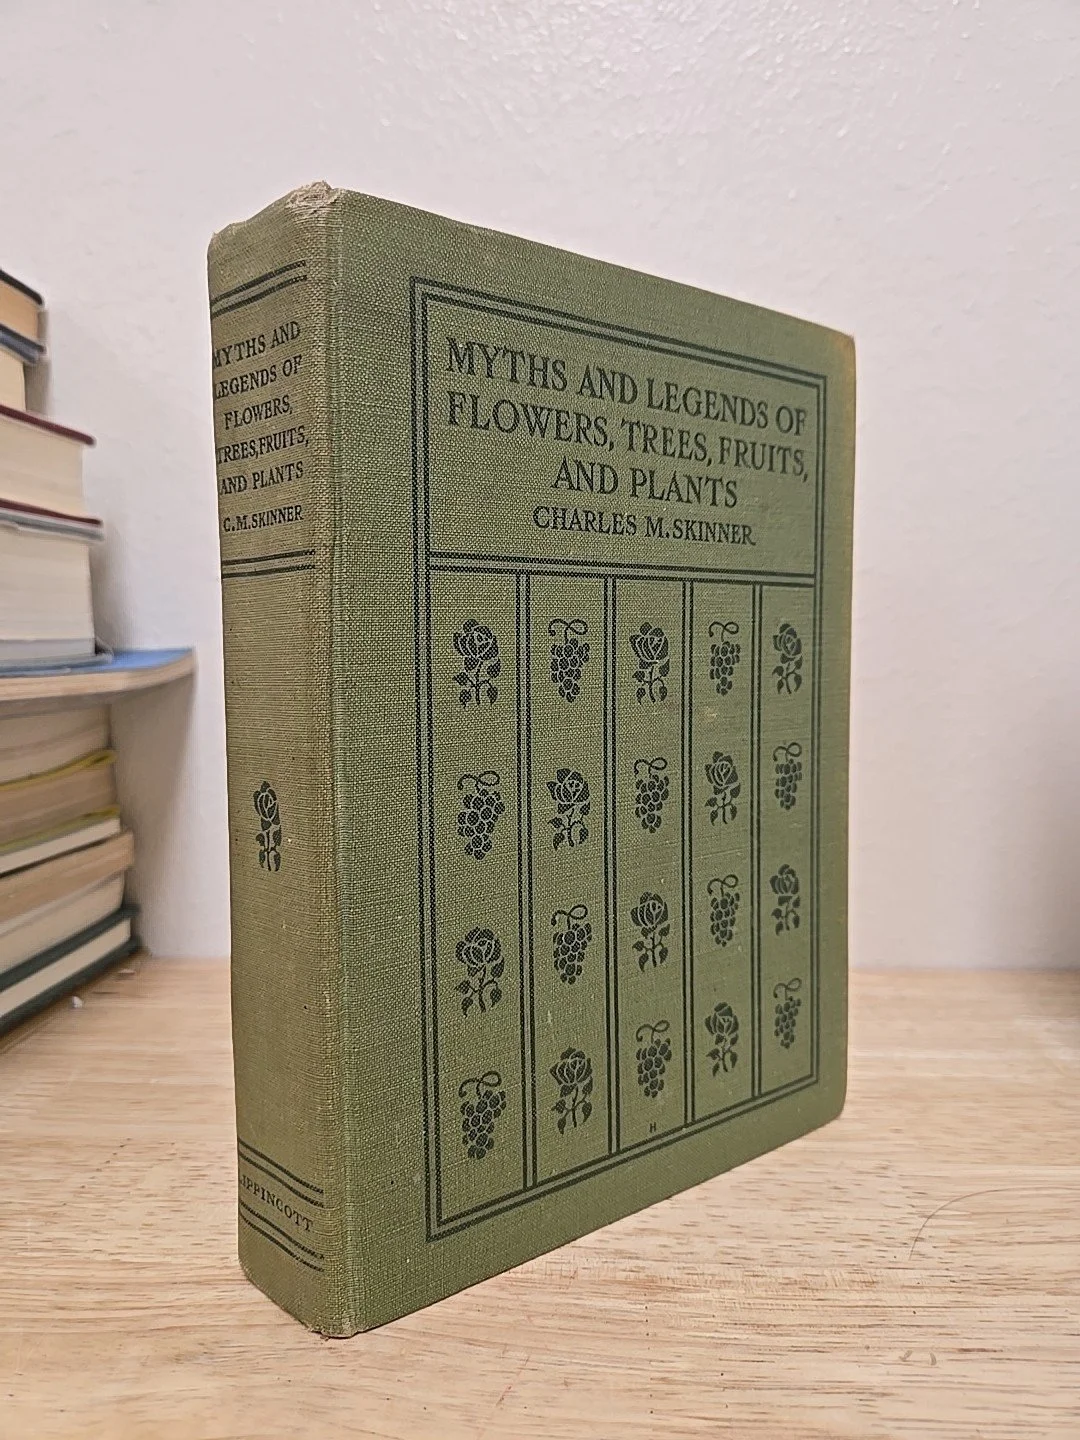 MYTHS AND
LEGENDS OF
FLOWERS,
TREES, FRUITS,
AND PLANTS
C. M. SKINNER
LIPPINCOTT
MYTHS AND LEGENDS OF
FLOWERS, TREES, FRUITS,
AND PLANTS
CHARLES M. SKINNER
H